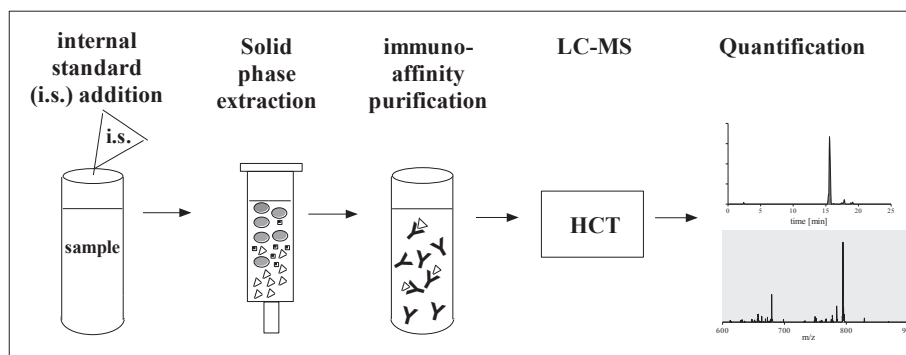 internal
standard
(i.s.) addition
Solid
phase
extraction
immuno-
affinity
purification
LC-MS
Quantification
i.s.
sample
HCT
0 5 10 15 20 25
time [min]
600 700 800 90
m/z